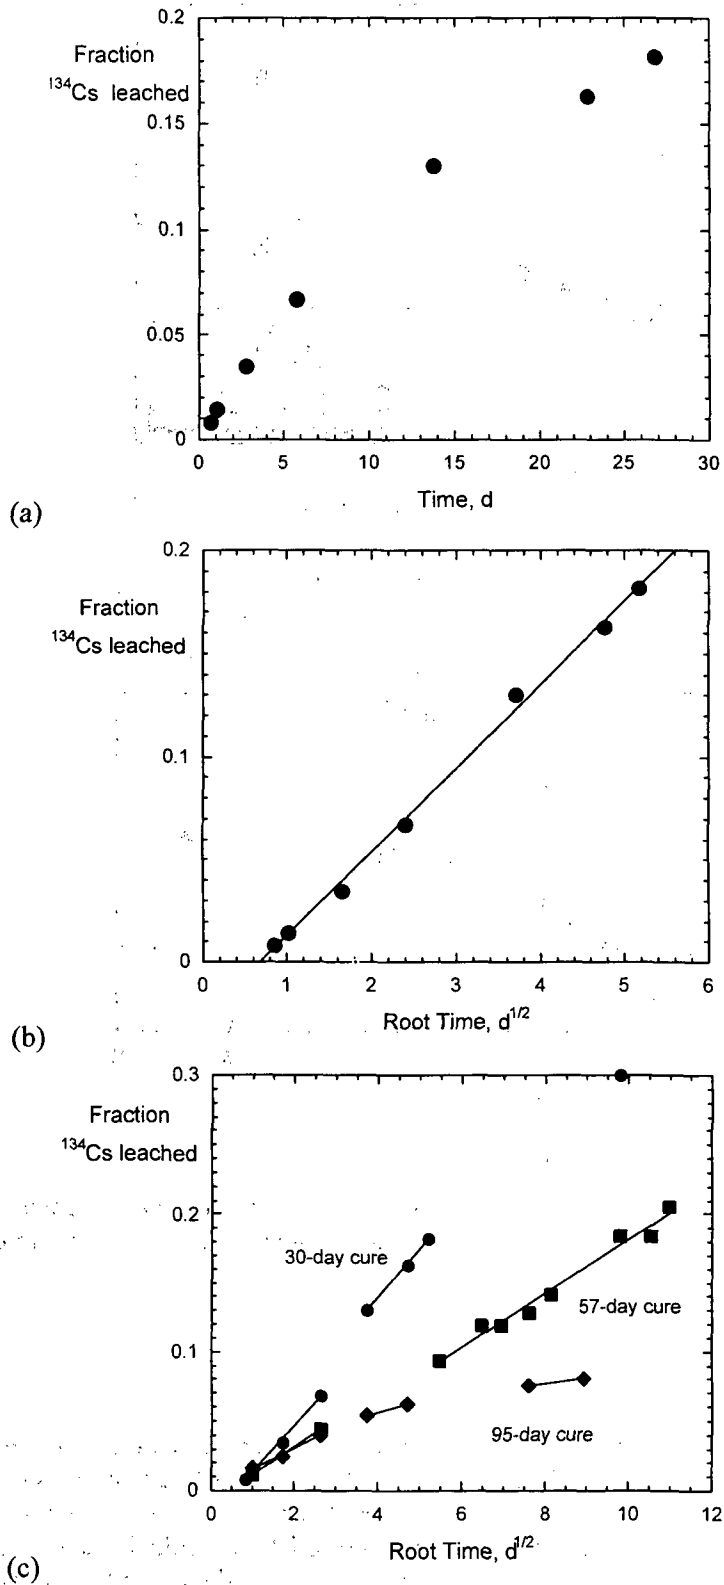 0.2
Fraction
¹³⁴Cs leached
0.15
0.1
0.05
0
0 5 10 15 20 25 30
Time, d
(a)
0.2
Fraction
¹³⁴Cs leached
0.1
0
0 1 2 3 4 5 6
Root Time, d¹/²
(b)
0.3
Fraction
¹³⁴Cs leached
0.2
30-day cure
57-day cure
0.1
95-day cure
0
0 2 4 6 8 10 12
Root Time, d¹/²
(c)